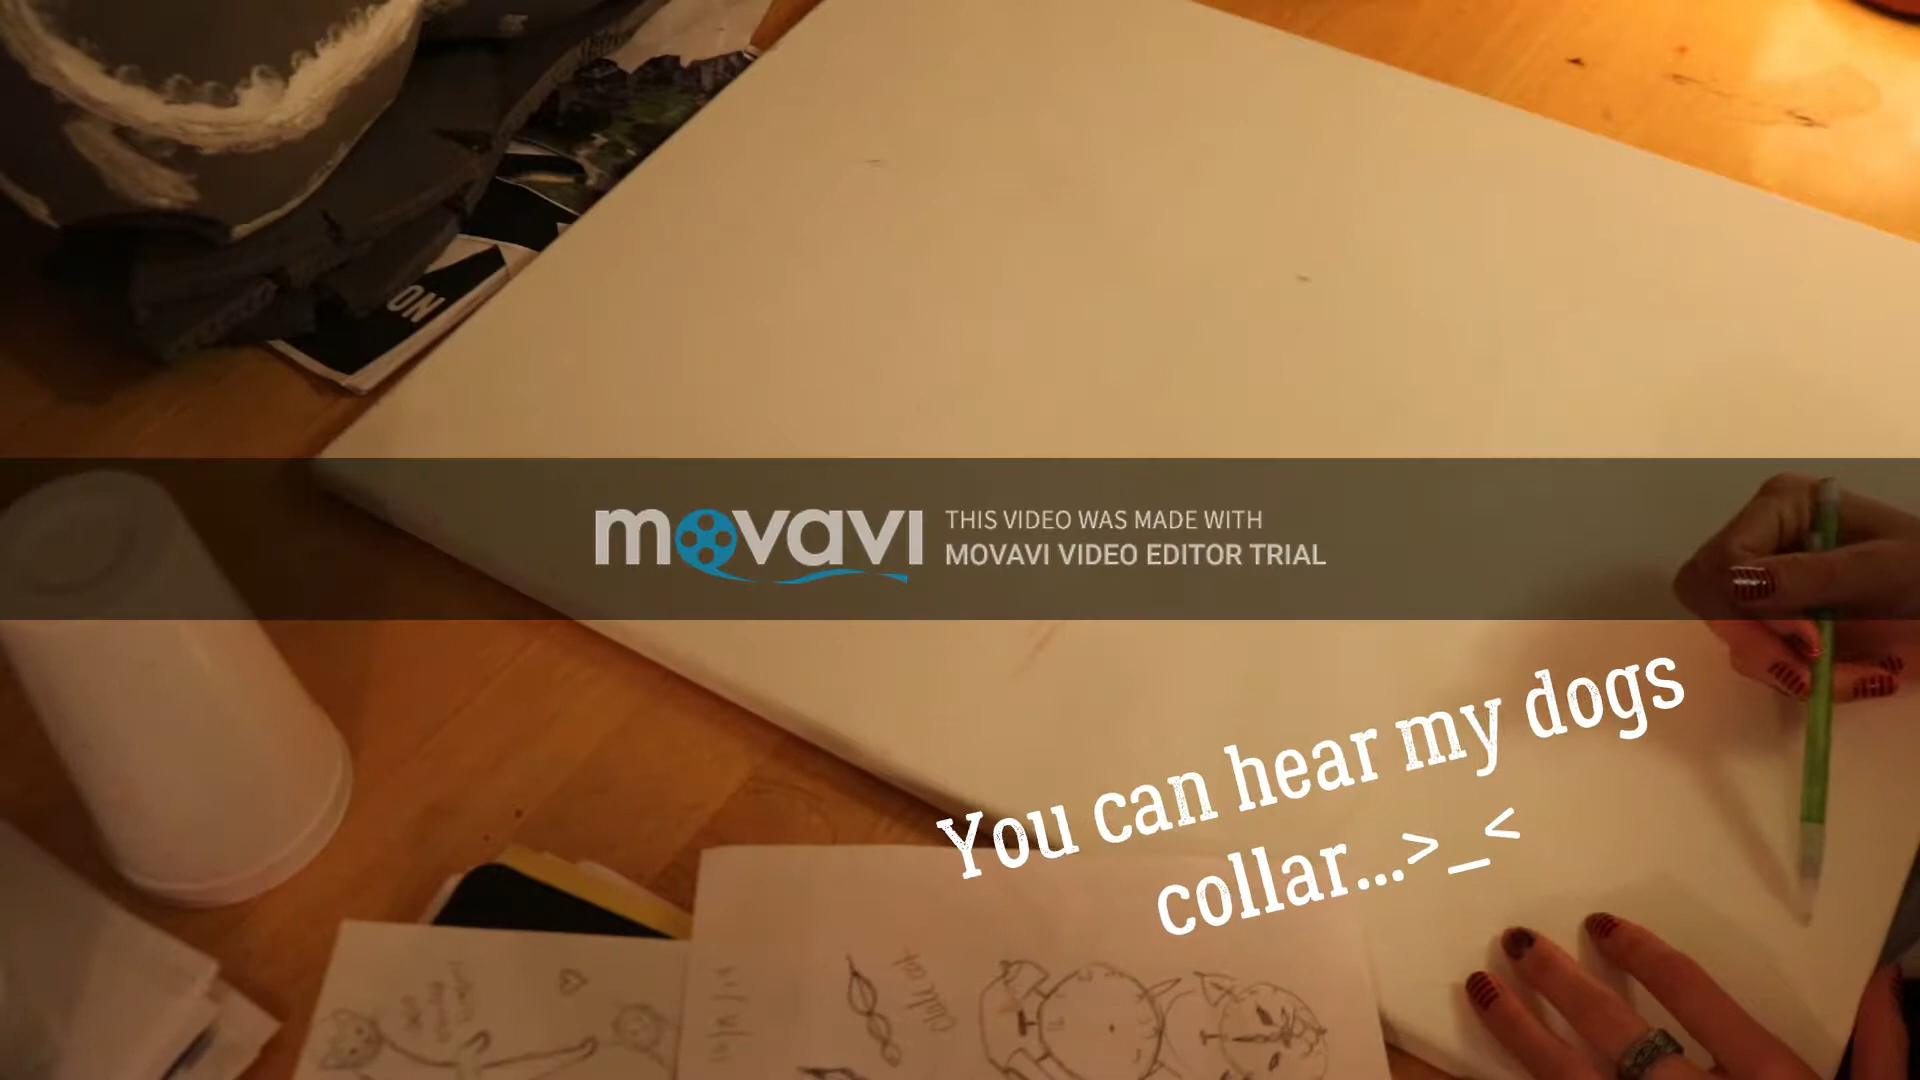 ON
movavi
THIS VIDEO WAS MADE WITH
MOVAVI VIDEO EDITOR TRIAL
You can hear my dogs
collar...>_<